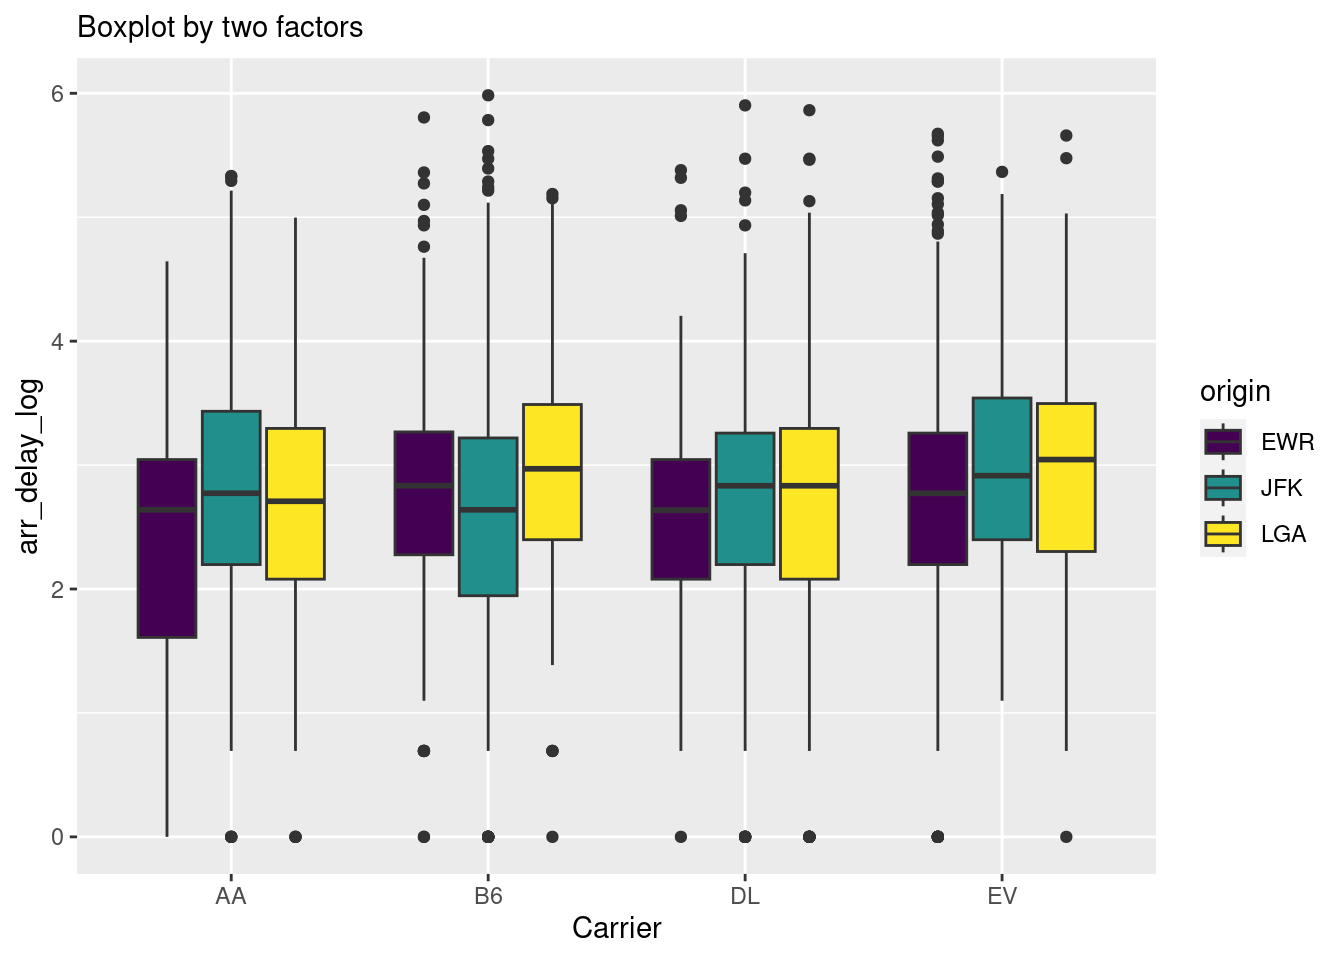 Boxplot by two factors
6
4
2
0
arr_delay_log
AA
B6
DL
EV
Carrier
origin
EWR
JFK
LGA